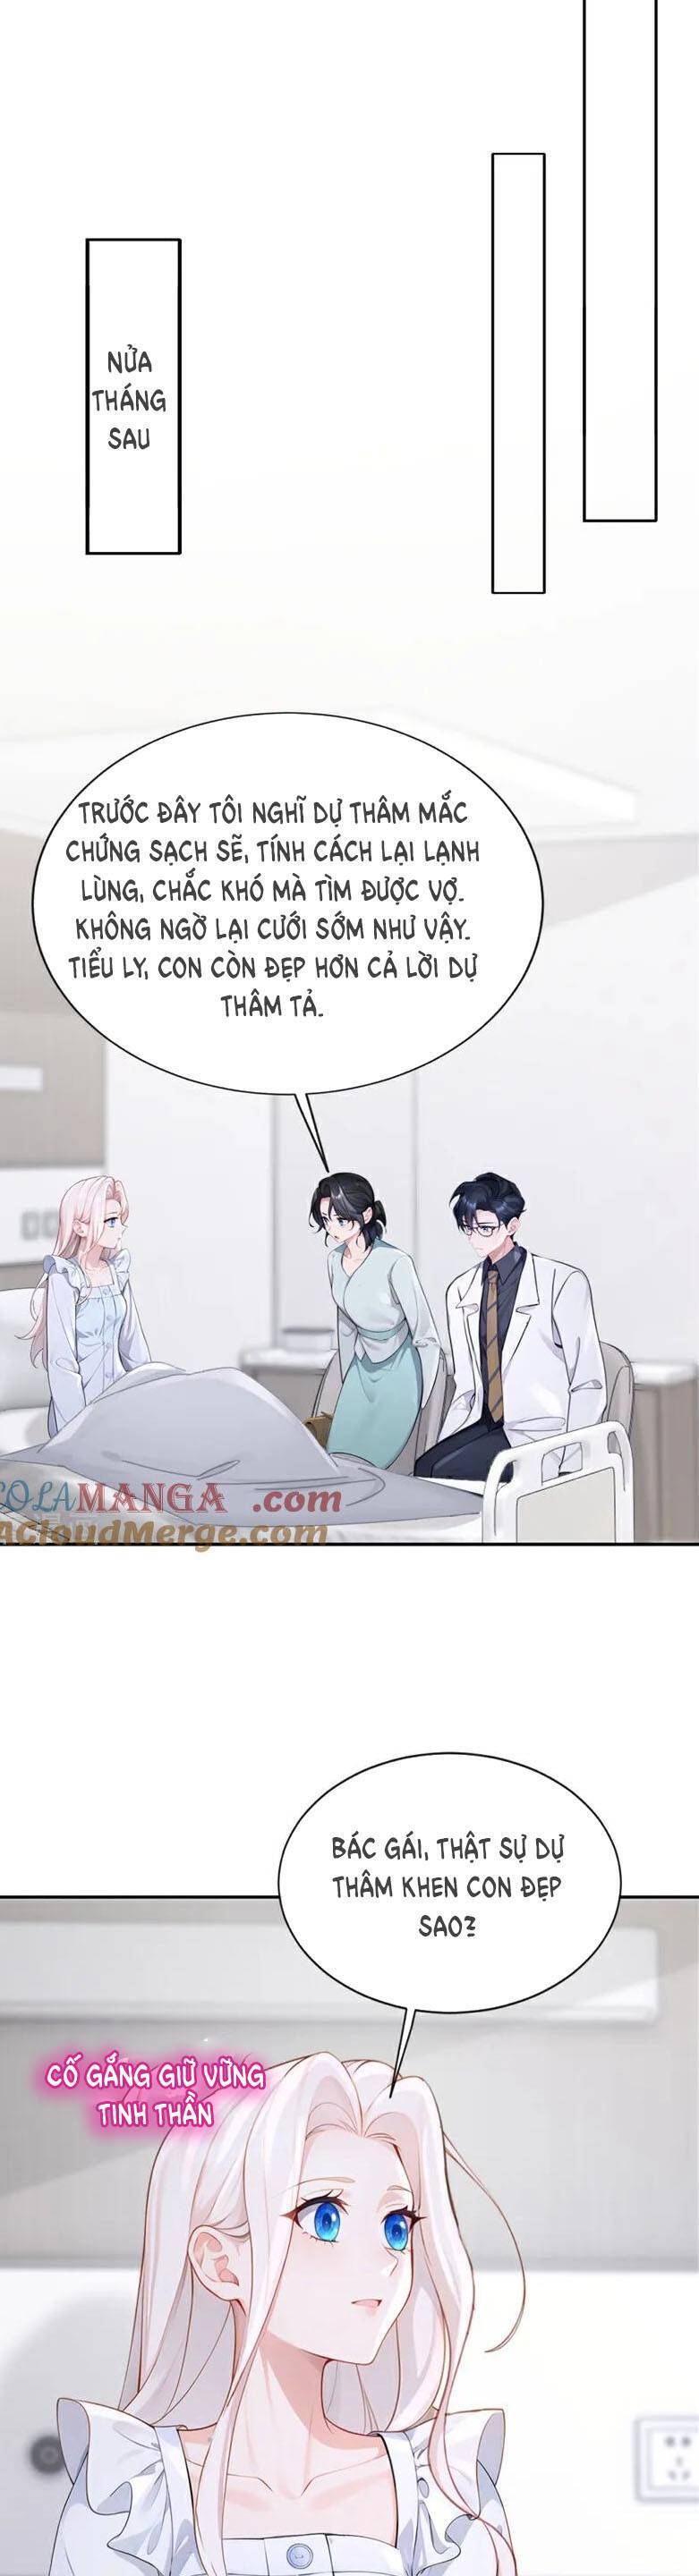 NỬA
THÁNG
SAU
TRƯỚC ĐÂY TÔI NGHĨ DỰ THÂM MẮC
CHỨNG SẠCH SẼ, TÍNH CÁCH LẠI LẠNH
LÙNG, CHẮC KHÓ MÀ TÌM ĐƯỢC VỢ.
KHÔNG NGỜ LẠI CƯỚI SỚM NHƯ VẬY.
TIỂU LY, CON CÒN ĐẸP HƠN CẢ LỜI DỰ
THÂM TẢ.
COLAMANGA .com
ACloudMerge.com
BÁC GÁI, THẬT SỰ DỰ
THÂM KHEN CON ĐẸP
SAO?
CỐ GẮNG GIỮ VỮNG
TINH THẦN